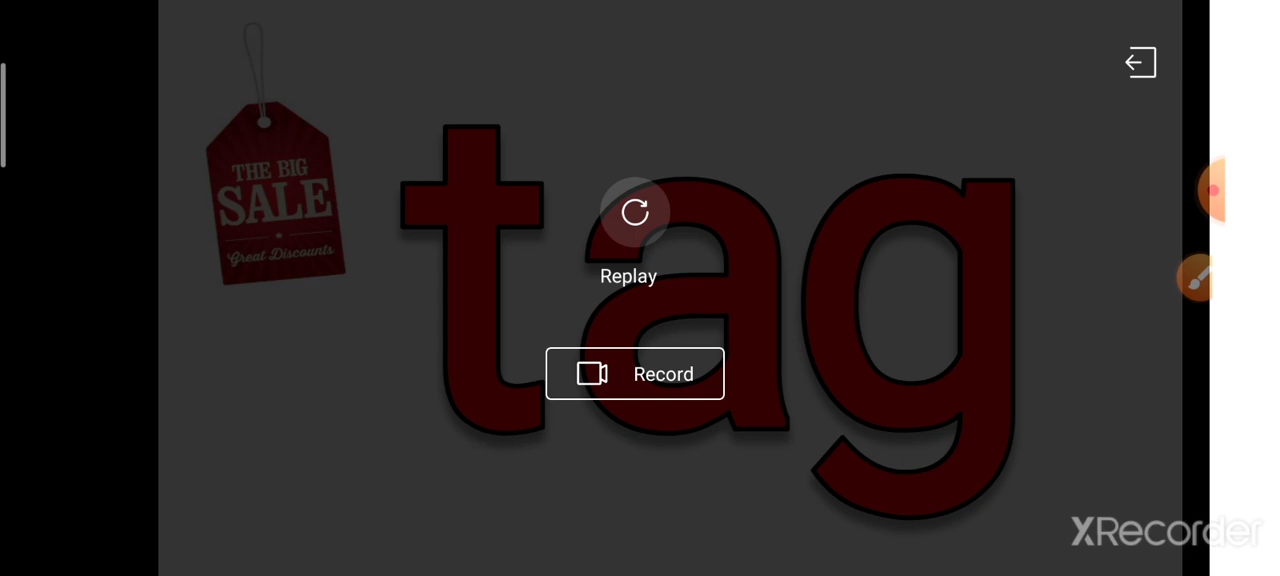 THE BIG
SALE
Great Discounts
tag
Replay
Record
XRecorder